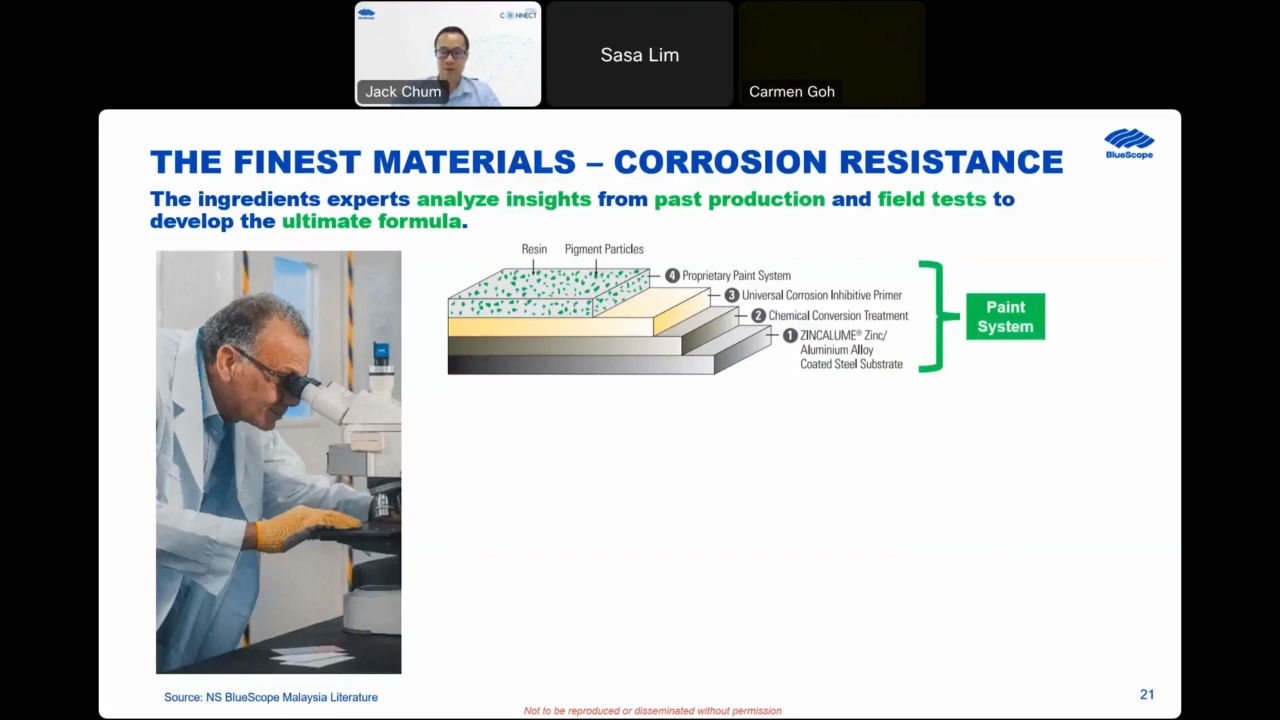 BlueScope
CONNECT
Jack Chum
Sasa Lim
Carmen Goh
THE FINEST MATERIALS – CORROSION RESISTANCE
BlueScope
The ingredients experts analyze insights from past production and field tests to
develop the ultimate formula.
Resin
Pigment Particles
4 Proprietary Paint System
3 Universal Corrosion Inhibitive Primer
2 Chemical Conversion Treatment
1 ZINCALUME® Zinc/
Aluminium Alloy
Coated Steel Substrate
Paint
System
Source: NS BlueScope Malaysia Literature
21
Not to be reproduced or disseminated without permission